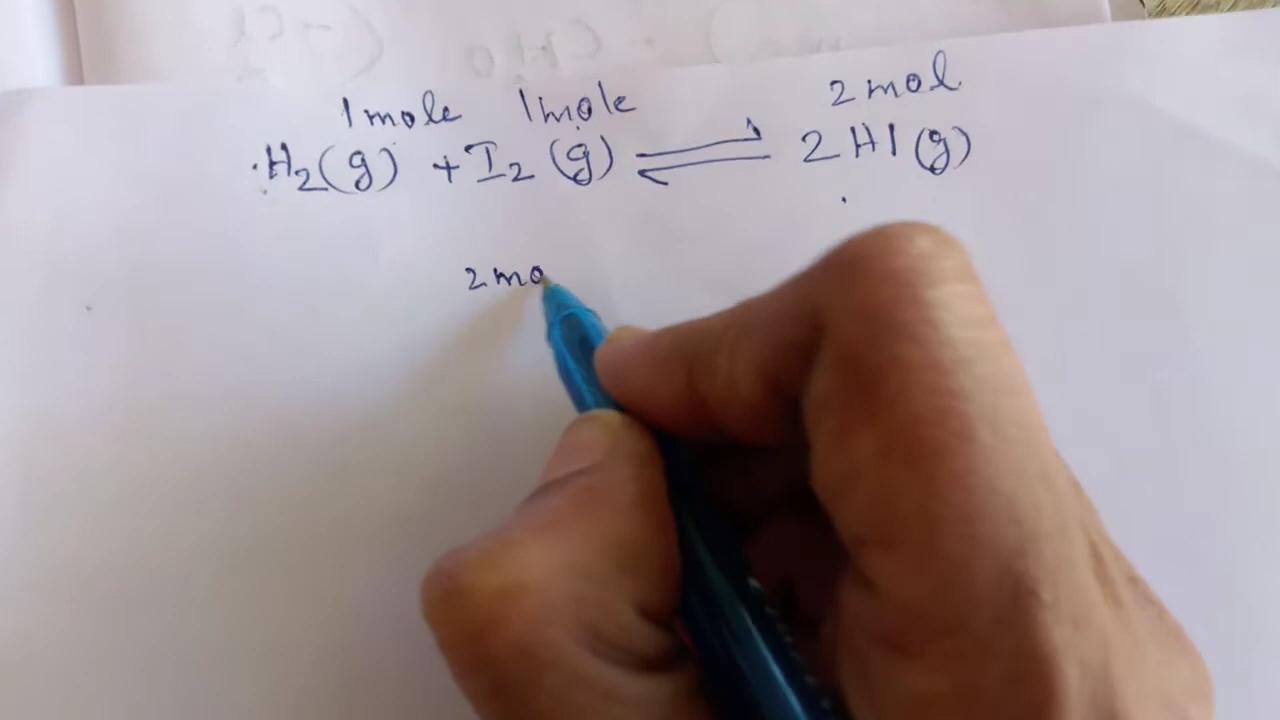 1mole 1mole 2mol
H2(g) + I2(g) ⇌ 2HI(g)
2mo